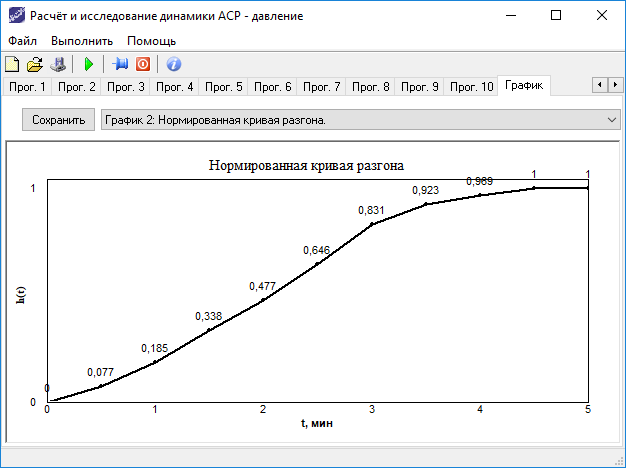 Расчёт и исследование динамики АСР - давление
Файл Выполнить Помощь
Прог. 1 Прог. 2 Прог. 3 Прог. 4 Прог. 5 Прог. 6 Прог. 7 Прог. 8 Прог. 9 Прог. 10 График
Сохранить График 2: Нормированная кривая разгона.
Нормированная кривая разгона
1 1
0,969
0,923
1
0,831
0,646
0,477
0,338
0,185
0,077
0
h(t)
0
0 1 2 3 4 5
t, мин